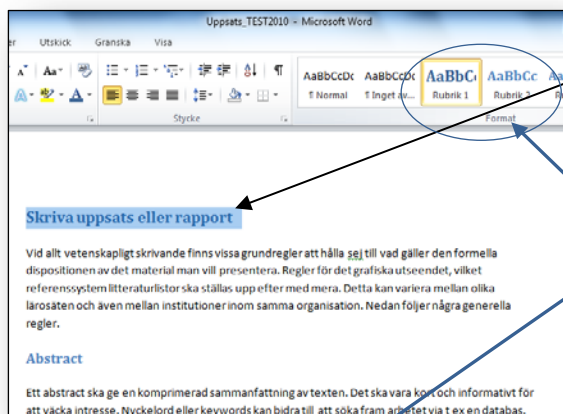 Uppsats_TEST2010 - Microsoft Word
er Utskick Granska Visa
AaBbCcDc AaBbCcDc AaBbC AaBbCc Aa
¶ Normal ¶ Inget av... Rubrik 1 Rubrik 2
Stycke Format
Skriva uppsats eller rapport
Vid allt vetenskapligt skrivande finns vissa grundregler att hålla sej till vad gäller den formella
dispositionen av det material man vill presentera. Regler för det grafiska utseendet, vilket
referenssystem litteraturlistor ska ställas upp efter med mera. Detta kan variera mellan olika
lärosäten och även mellan institutioner inom samma organisation. Nedan följer några generella
regler.
Abstract
Ett abstract ska ge en komprimerad sammanfattning av texten. Det ska vara kort och informativt för
att väcka intresse. Nyckelord eller keywords kan bidra till att söka fram arbetet via t ex en databas.